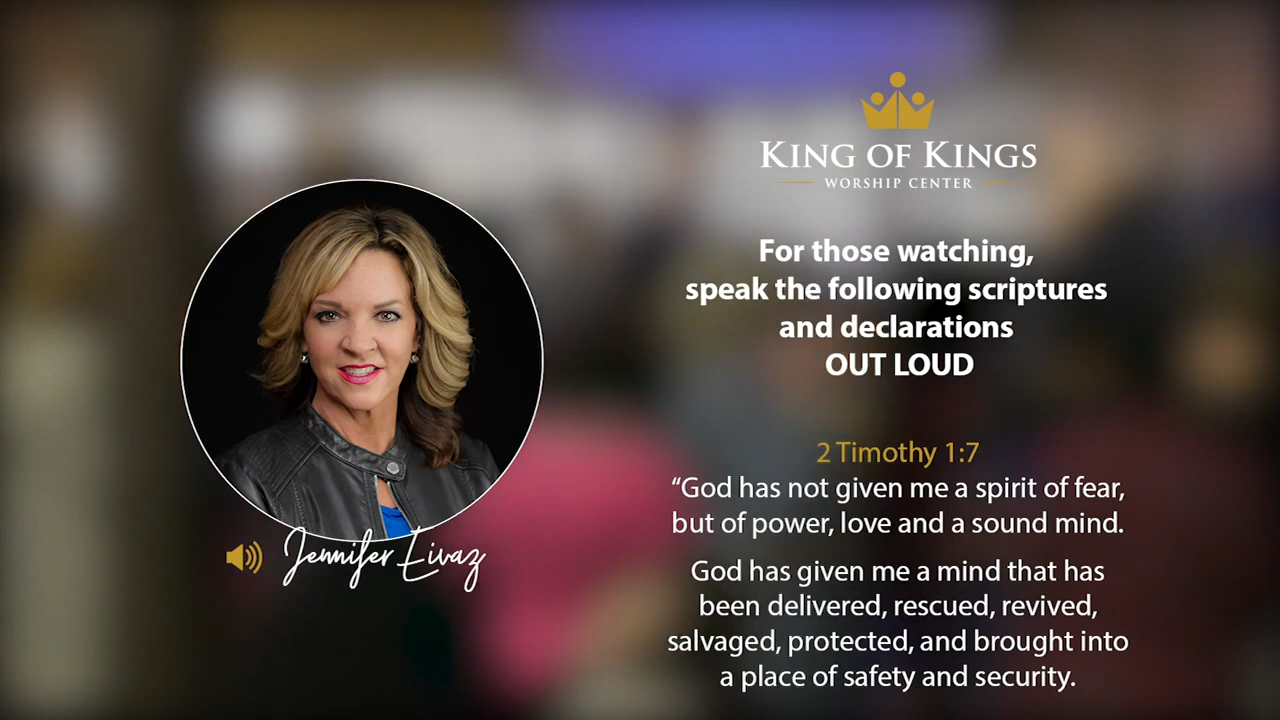 KING OF KINGS
WORSHIP CENTER
For those watching,
speak the following scriptures
and declarations
OUT LOUD
2 Timothy 1:7
“God has not given me a spirit of fear,
but of power, love and a sound mind.
God has given me a mind that has
been delivered, rescued, revived,
salvaged, protected, and brought into
a place of safety and security.
Jennifer Eivaz